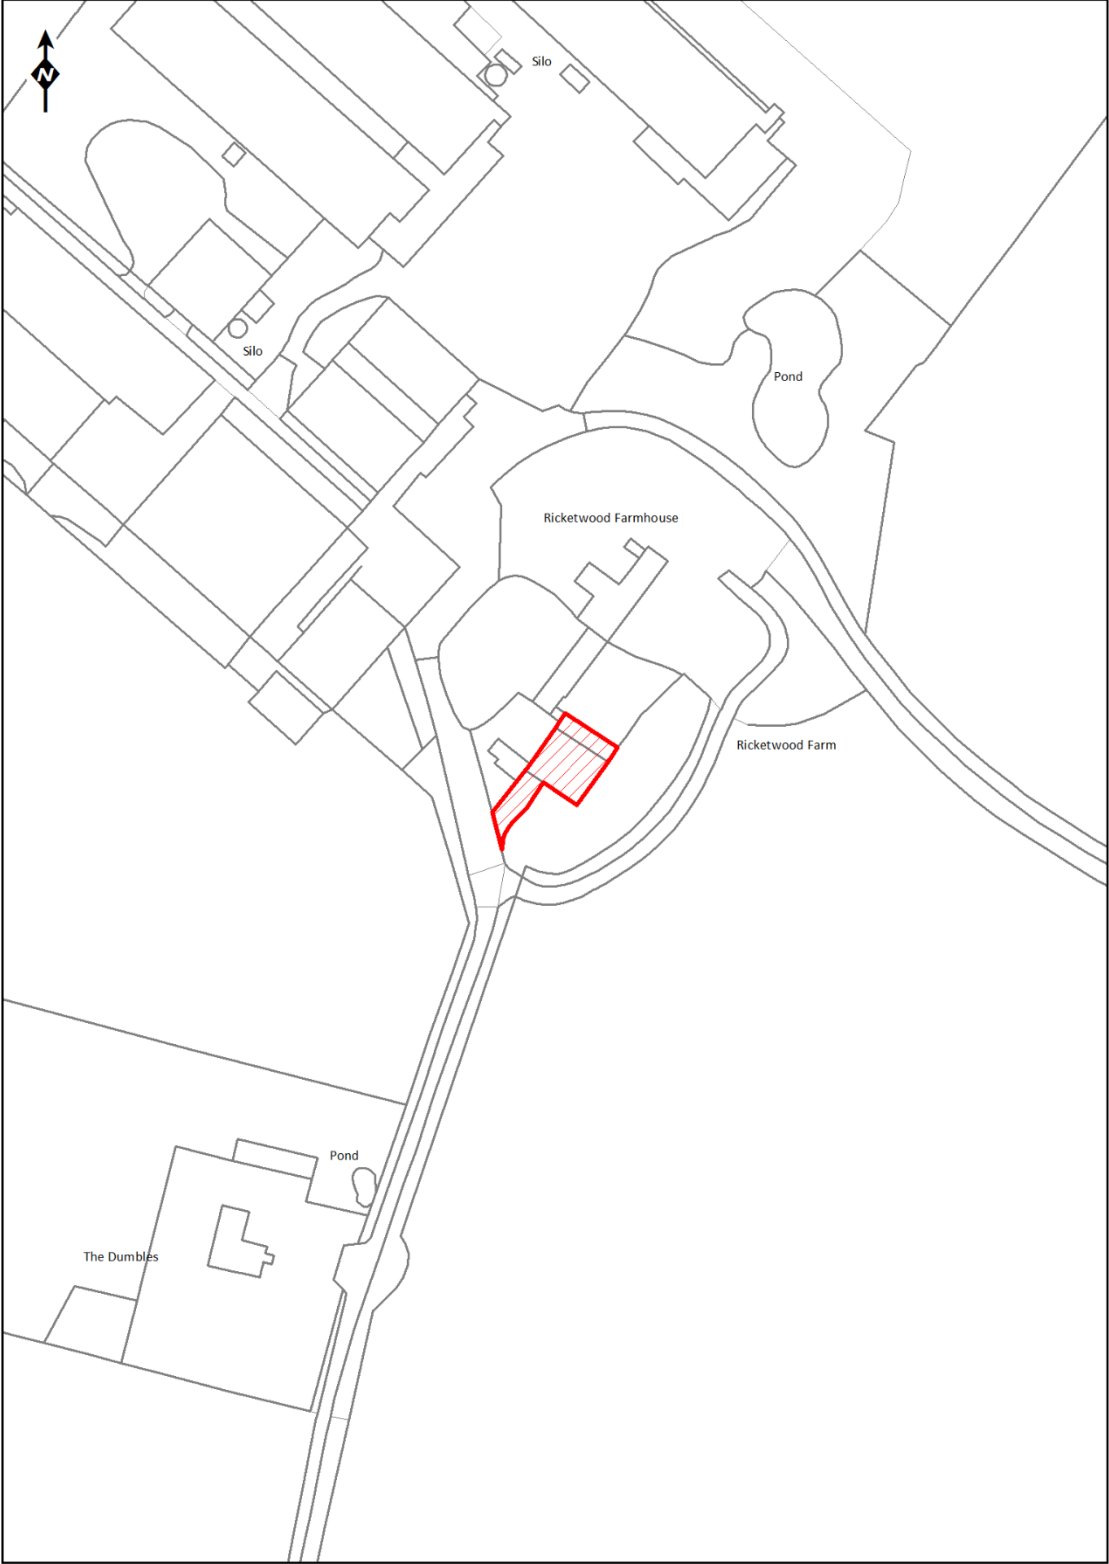 N
Silo
Silo
Pond
Ricketwood Farmhouse
Ricketwood Farm
Pond
The Dumbles